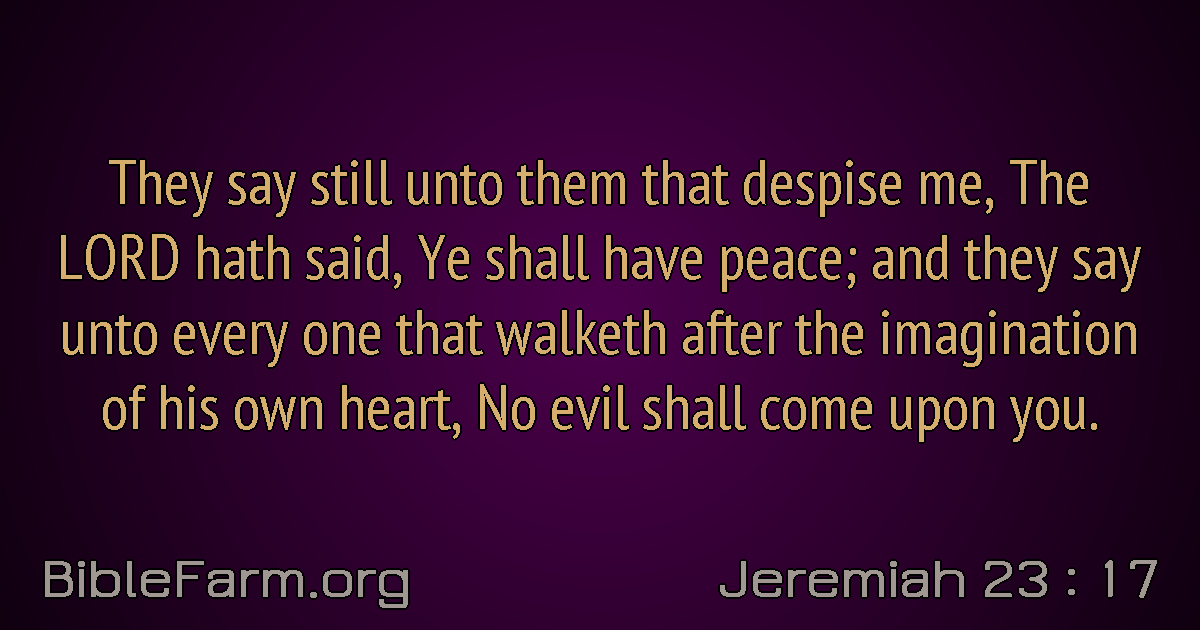 They say still unto them that despise me, The
LORD hath said, Ye shall have peace; and they say
unto every one that walketh after the imagination
of his own heart, No evil shall come upon you.
BibleFarm.org
Jeremiah 23 : 17